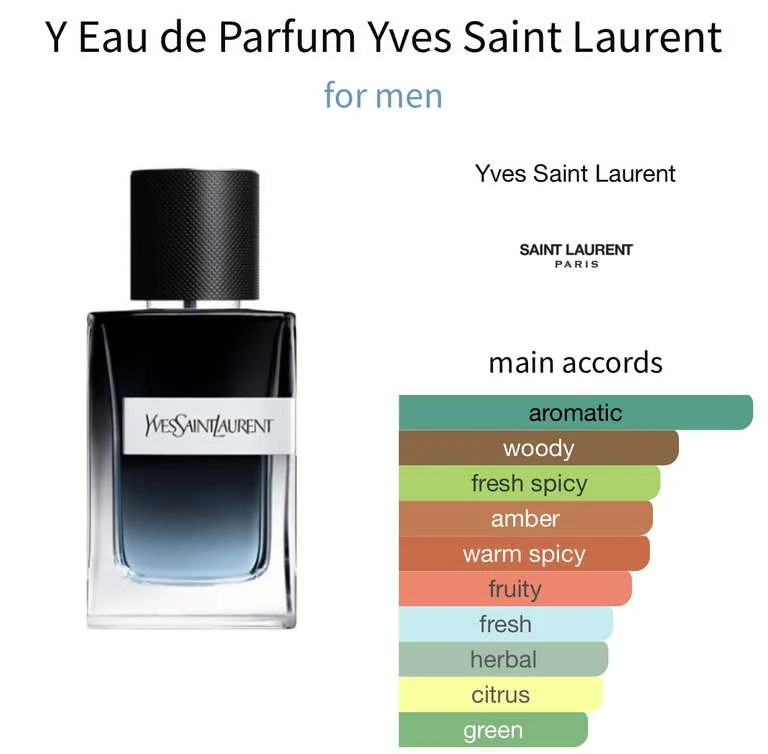 Y Eau de Parfum Yves Saint Laurent
for men
YVESSAINTLAURENT
Yves Saint Laurent
SAINT LAURENT
PARIS
main accords
aromatic
woody
fresh spicy
amber
warm spicy
fruity
fresh
herbal
citrus
green